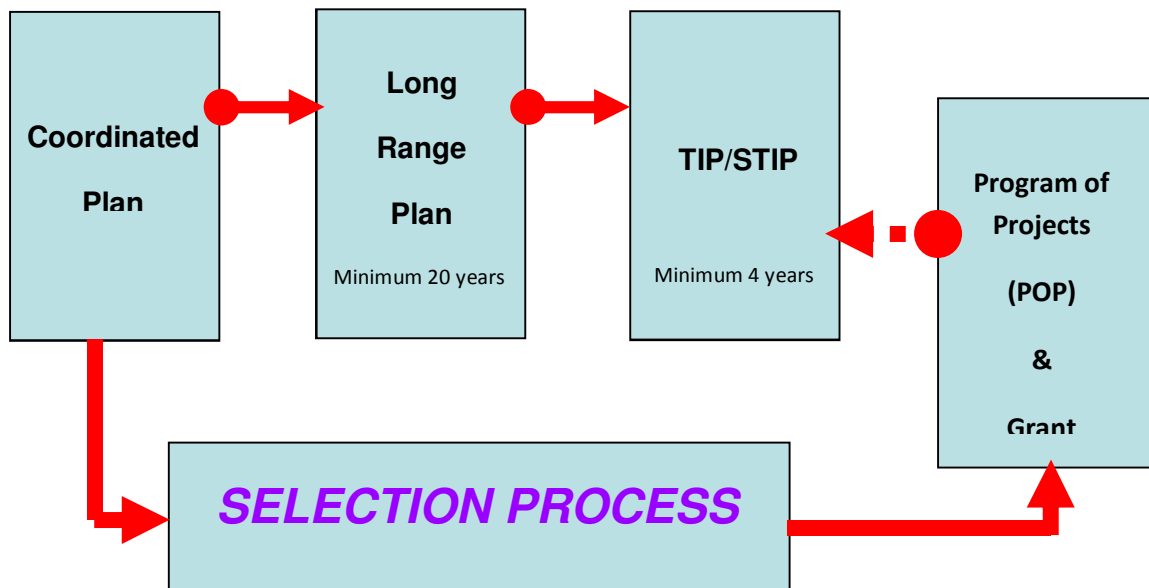 Coordinated
Plan
Long
Range
Plan
Minimum 20 years
TIP/STIP
Minimum 4 years
Program of
Projects
(POP)
&
Grant
SELECTION PROCESS